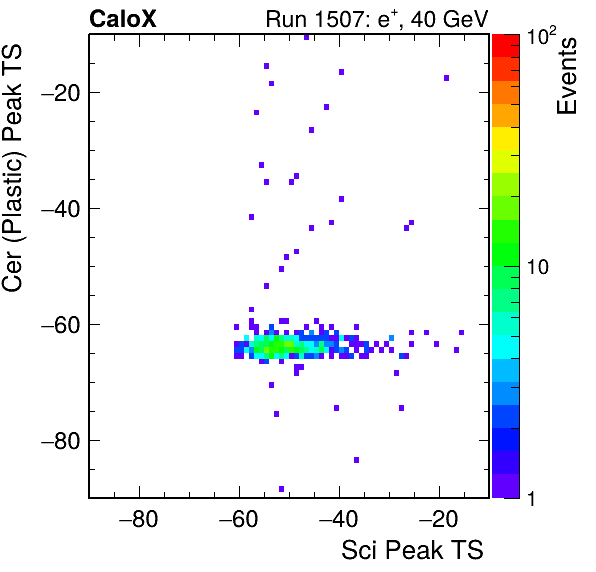 CaloX Run 1507: e⁺, 40 GeV
10²
Events
10
1
Cer (Plastic) Peak TS
−20
−40
−60
−80
−80 −60 −40 −20
Sci Peak TS